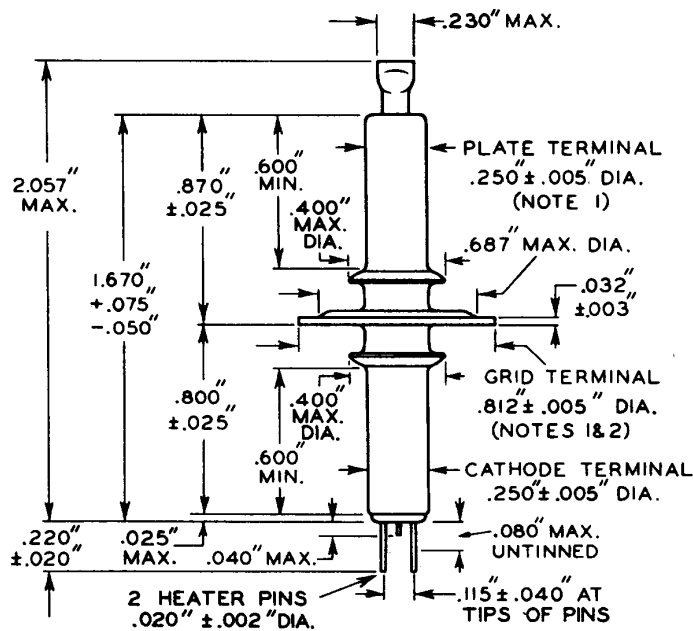 .230" MAX.
PLATE TERMINAL
.250"±.005" DIA.
(NOTE 1)
2.057"
MAX.
.870"
±.025"
.600"
MIN.
.400"
MAX.
DIA.
.687" MAX. DIA.
.032"
±.003"
1.670"
+.075"
-.050"
GRID TERMINAL
.812"±.005" DIA.
(NOTES 1&2)
.800"
±.025"
.400"
MAX.
DIA.
.600"
MIN.
CATHODE TERMINAL
.250"±.005" DIA.
.220"
±.020"
.025"
MAX.
.040" MAX.
.080" MAX.
UNTINNED
2 HEATER PINS
.020" ±.002" DIA.
.115"±.040" AT
TIPS OF PINS